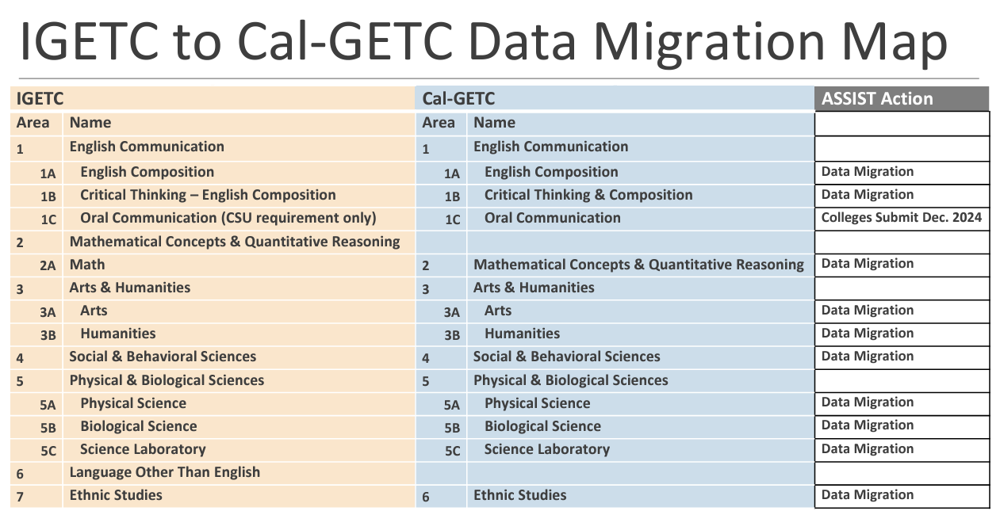 IGETC to Cal-GETC Data Migration Map
IGETC Cal-GETC ASSIST Action
Area Name Area Name
1 English Communication 1 English Communication
1A English Composition 1A English Composition Data Migration
1B Critical Thinking – English Composition 1B Critical Thinking & Composition Data Migration
1C Oral Communication (CSU requirement only) 1C Oral Communication Colleges Submit Dec. 2024
2 Mathematical Concepts & Quantitative Reasoning
2A Math 2 Mathematical Concepts & Quantitative Reasoning Data Migration
3 Arts & Humanities 3 Arts & Humanities
3A Arts 3A Arts Data Migration
3B Humanities 3B Humanities Data Migration
4 Social & Behavioral Sciences 4 Social & Behavioral Sciences Data Migration
5 Physical & Biological Sciences 5 Physical & Biological Sciences
5A Physical Science 5A Physical Science Data Migration
5B Biological Science 5B Biological Science Data Migration
5C Science Laboratory 5C Science Laboratory Data Migration
6 Language Other Than English
7 Ethnic Studies 6 Ethnic Studies Data Migration